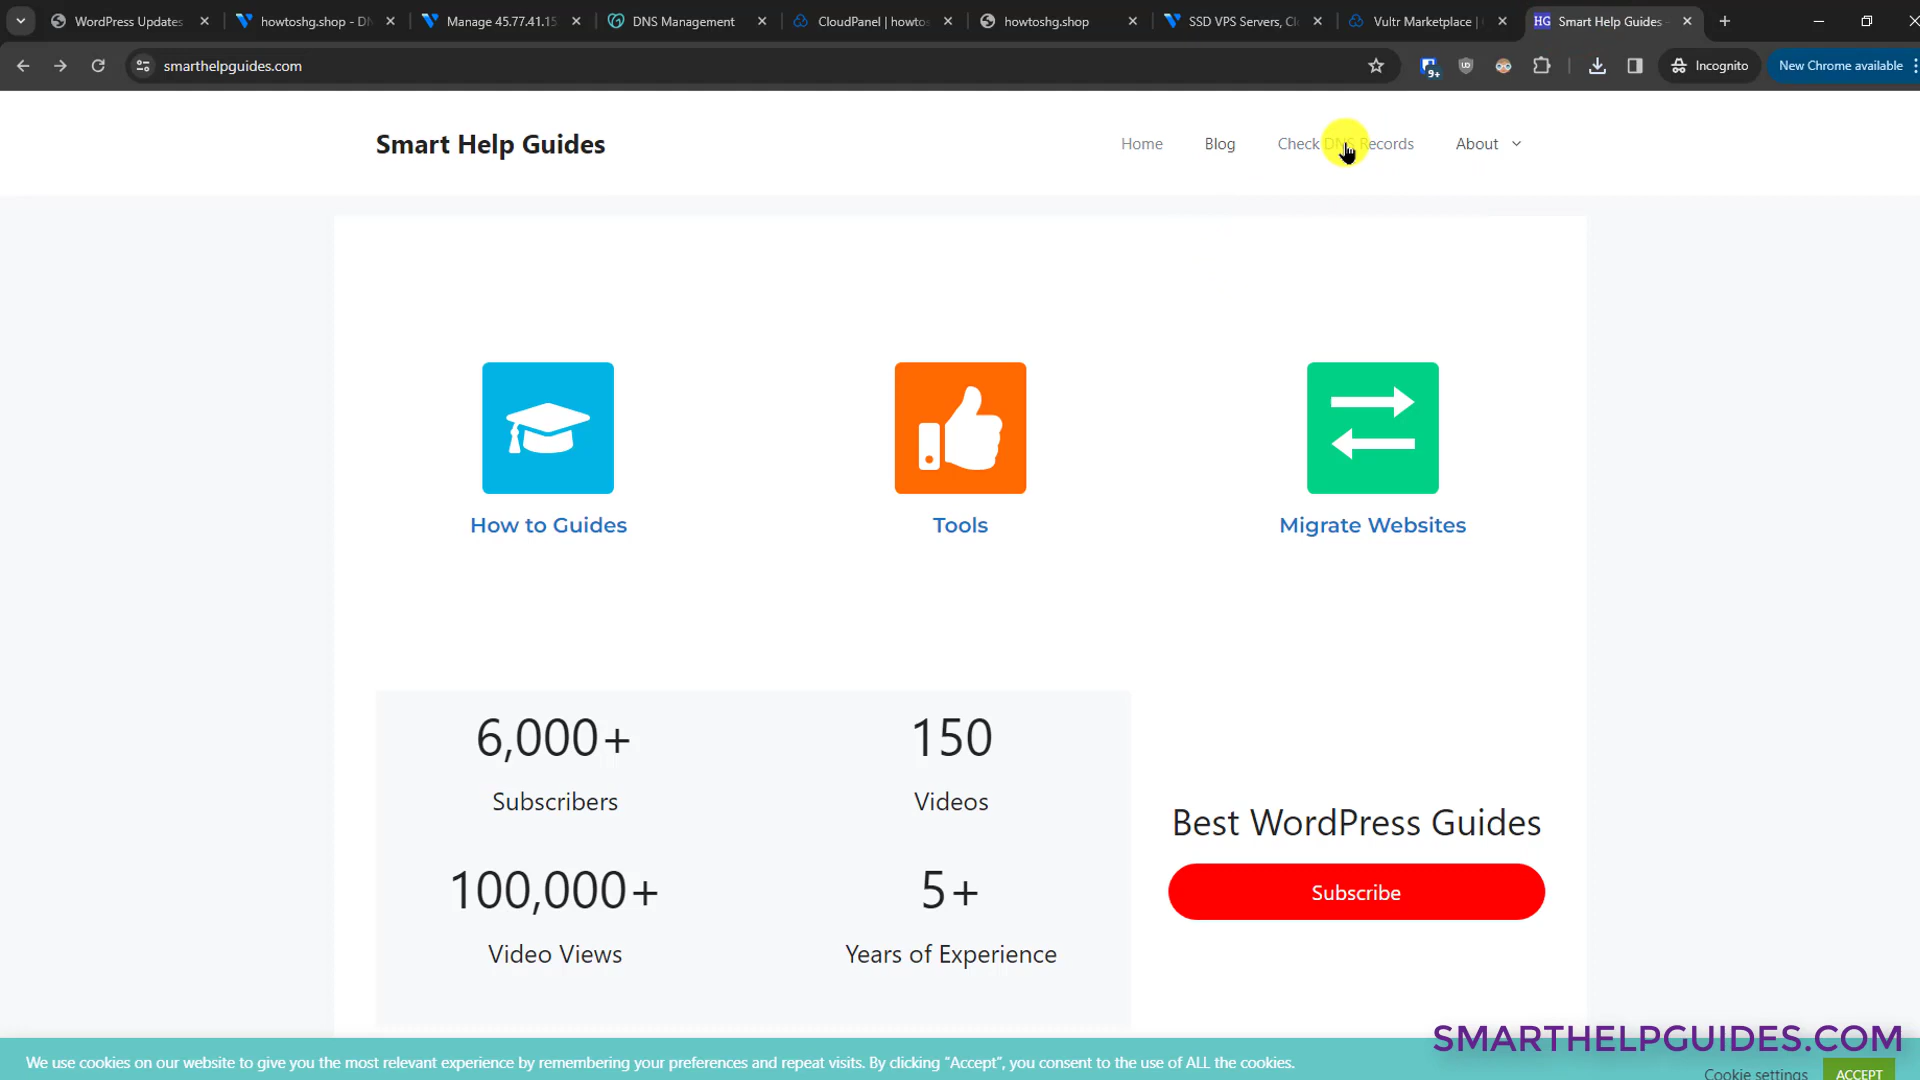 WordPress Updates
howtoshg.shop - DN
Manage 45.77.41.15
DNS Management
CloudPanel | howtos
howtoshg.shop
SSD VPS Servers, Cl
Vultr Marketplace |
HG Smart Help Guides
smarthelpguides.com
9+
Incognito
New Chrome available
Smart Help Guides
Home
Blog
Check DNS Records
About
How to Guides
Tools
Migrate Websites
6,000+
150
Subscribers
Videos
Best WordPress Guides
100,000+
5+
Subscribe
Video Views
Years of Experience
SMARTHELPGUIDES.COM
We use cookies on our website to give you the most relevant experience by remembering your preferences and repeat visits. By clicking “Accept”, you consent to the use of ALL the cookies.
Cookie settings
ACCEPT